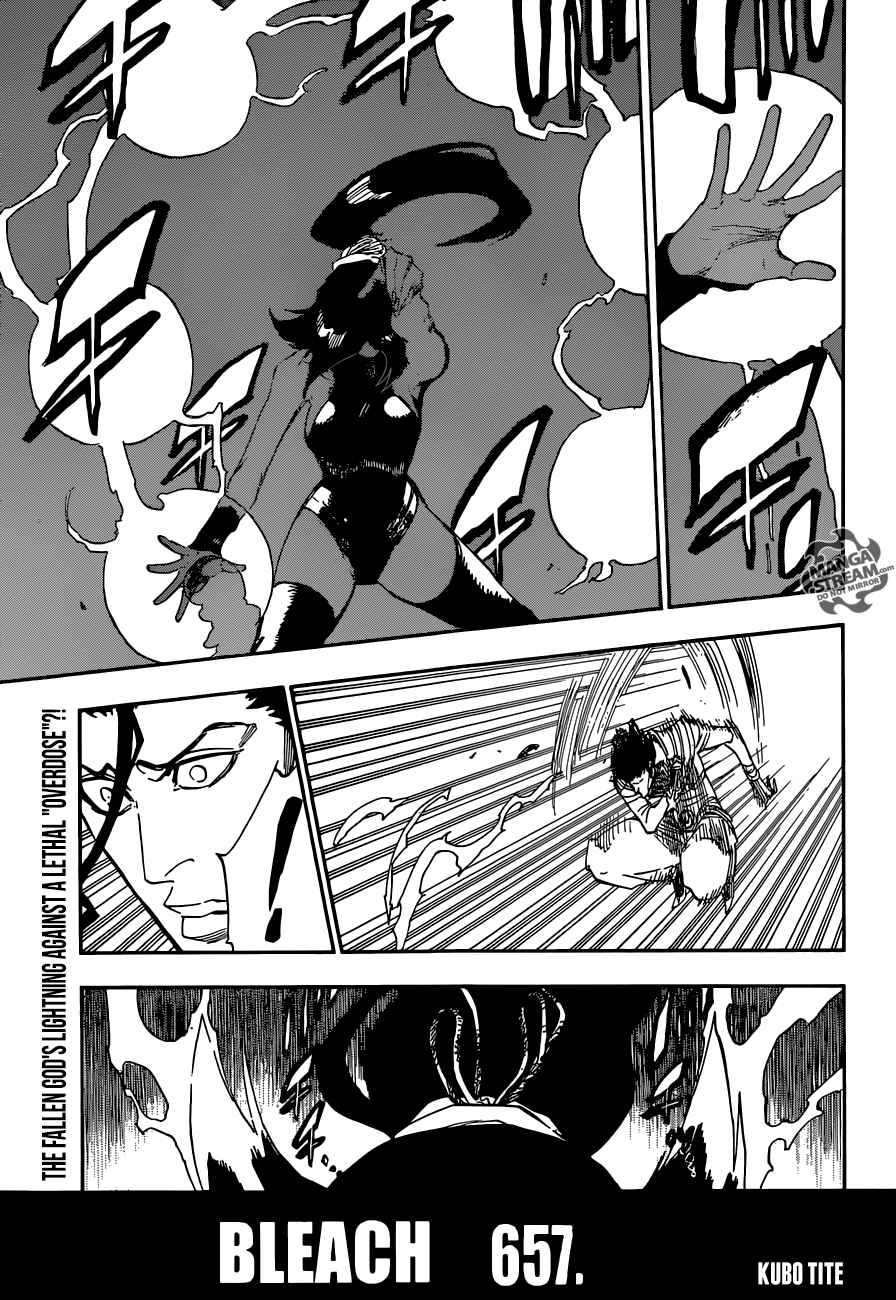 MANGA
STREAM.com
DO NOT MIRROR
THE FALLEN GOD'S LIGHTNING AGAINST A LETHAL "OVERDOSE"?!
BLEACH 657.
KUBO TITE